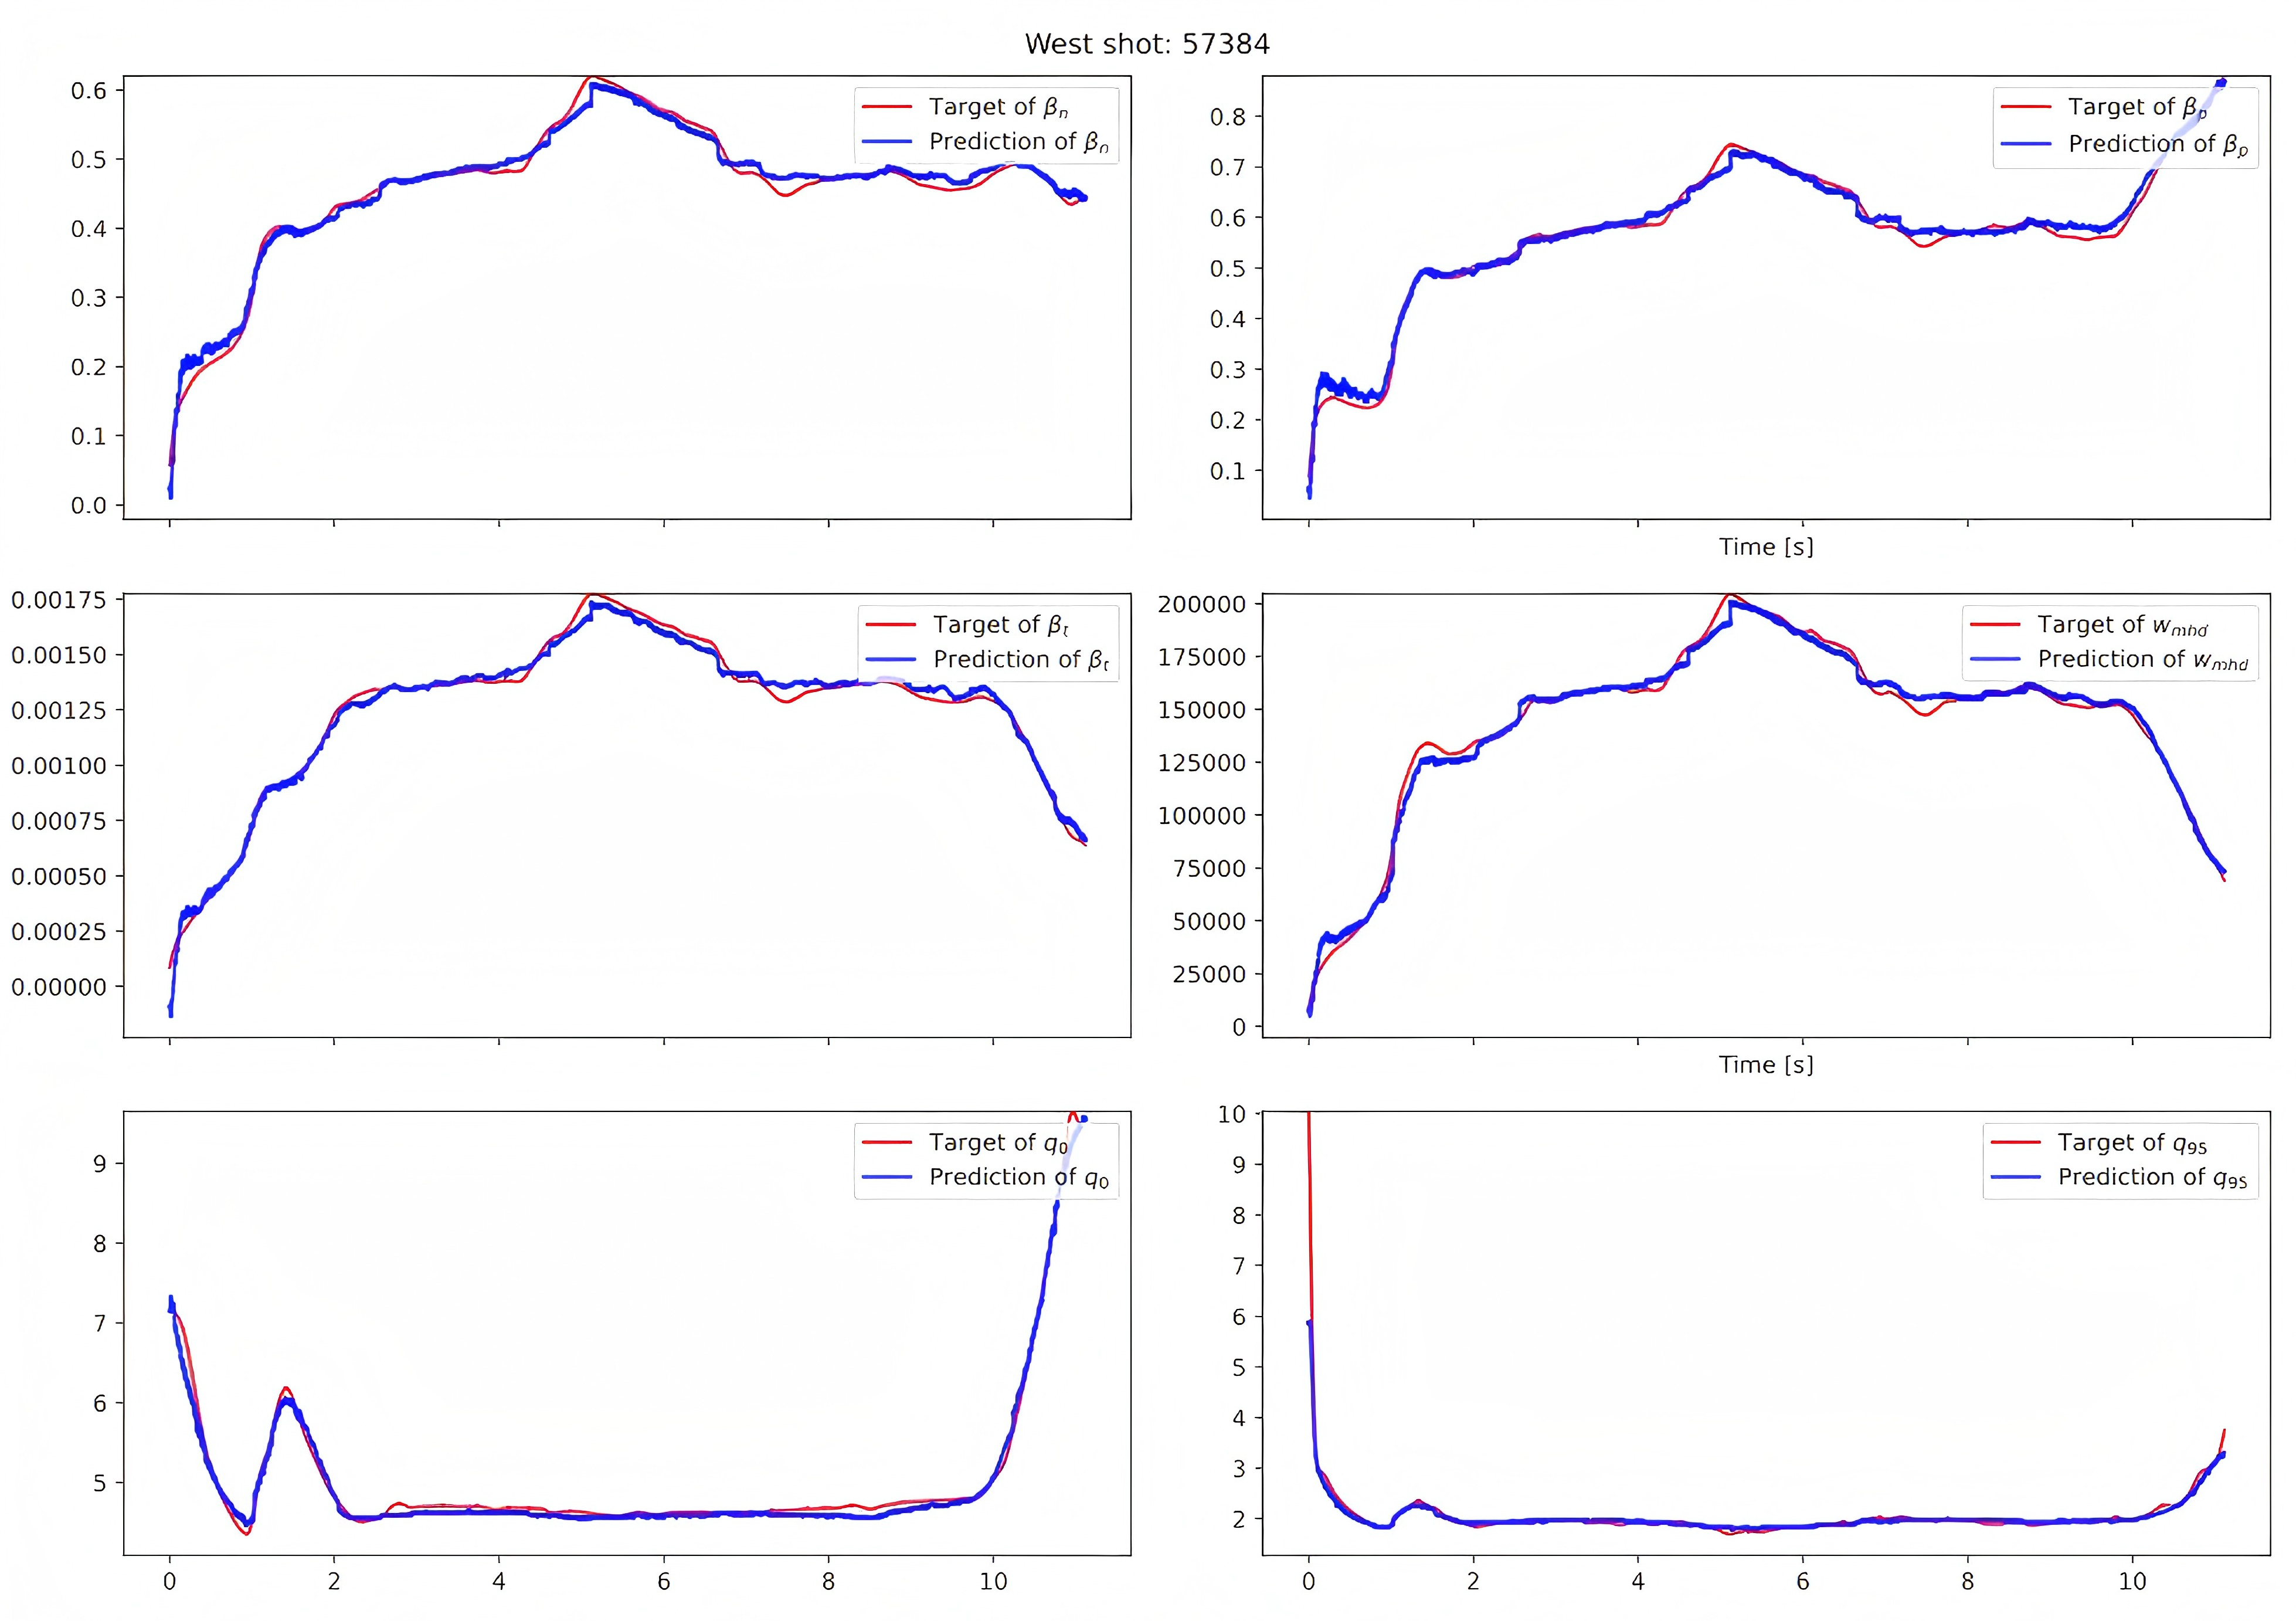 West shot: 57384
0.6
0.5
0.4
0.3
0.2
0.1
0.0
Target of βn
Prediction of βn
0.8
0.7
0.6
0.5
0.4
0.3
0.2
0.1
Target of βp
Prediction of βp
Time [s]
0.00175
0.00150
0.00125
0.00100
0.00075
0.00050
0.00025
0.00000
Target of βt
Prediction of βt
200000
175000
150000
125000
100000
75000
50000
25000
0
Target of wmhd
Prediction of wmhd
Time [s]
9
8
7
6
5
Target of q0
Prediction of q0
0 2 4 6 8 10
10
9
8
7
6
5
4
3
2
Target of q95
Prediction of q95
0 2 4 6 8 10